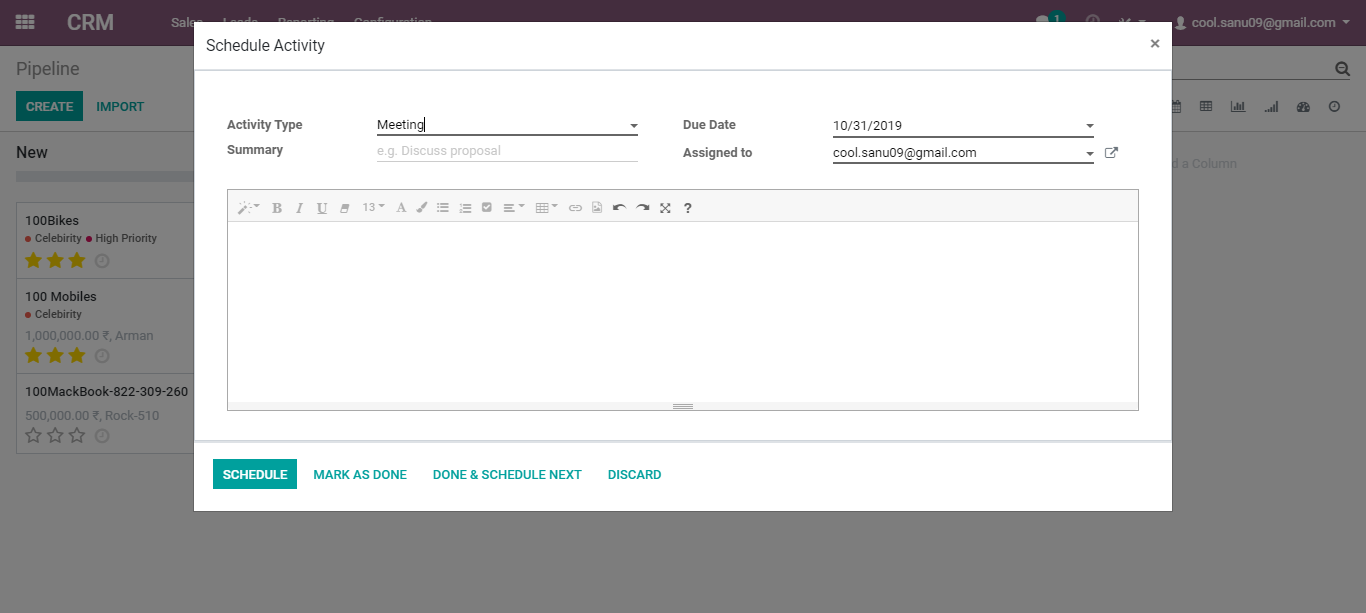 CRM
Sales Leads Reporting Configuration
1
cool.sanu09@gmail.com
Schedule Activity
×
Pipeline
CREATE IMPORT
Activity Type Meeting
Due Date 10/31/2019
Summary e.g. Discuss proposal
Assigned to cool.sanu09@gmail.com
New
d a Column
B I U 13 A ?
100Bikes
Celebirity High Priority
100 Mobiles
Celebirity
1,000,000.00 ₹, Arman
100MackBook-822-309-260
500,000.00 ₹, Rock-510
SCHEDULE MARK AS DONE DONE & SCHEDULE NEXT DISCARD